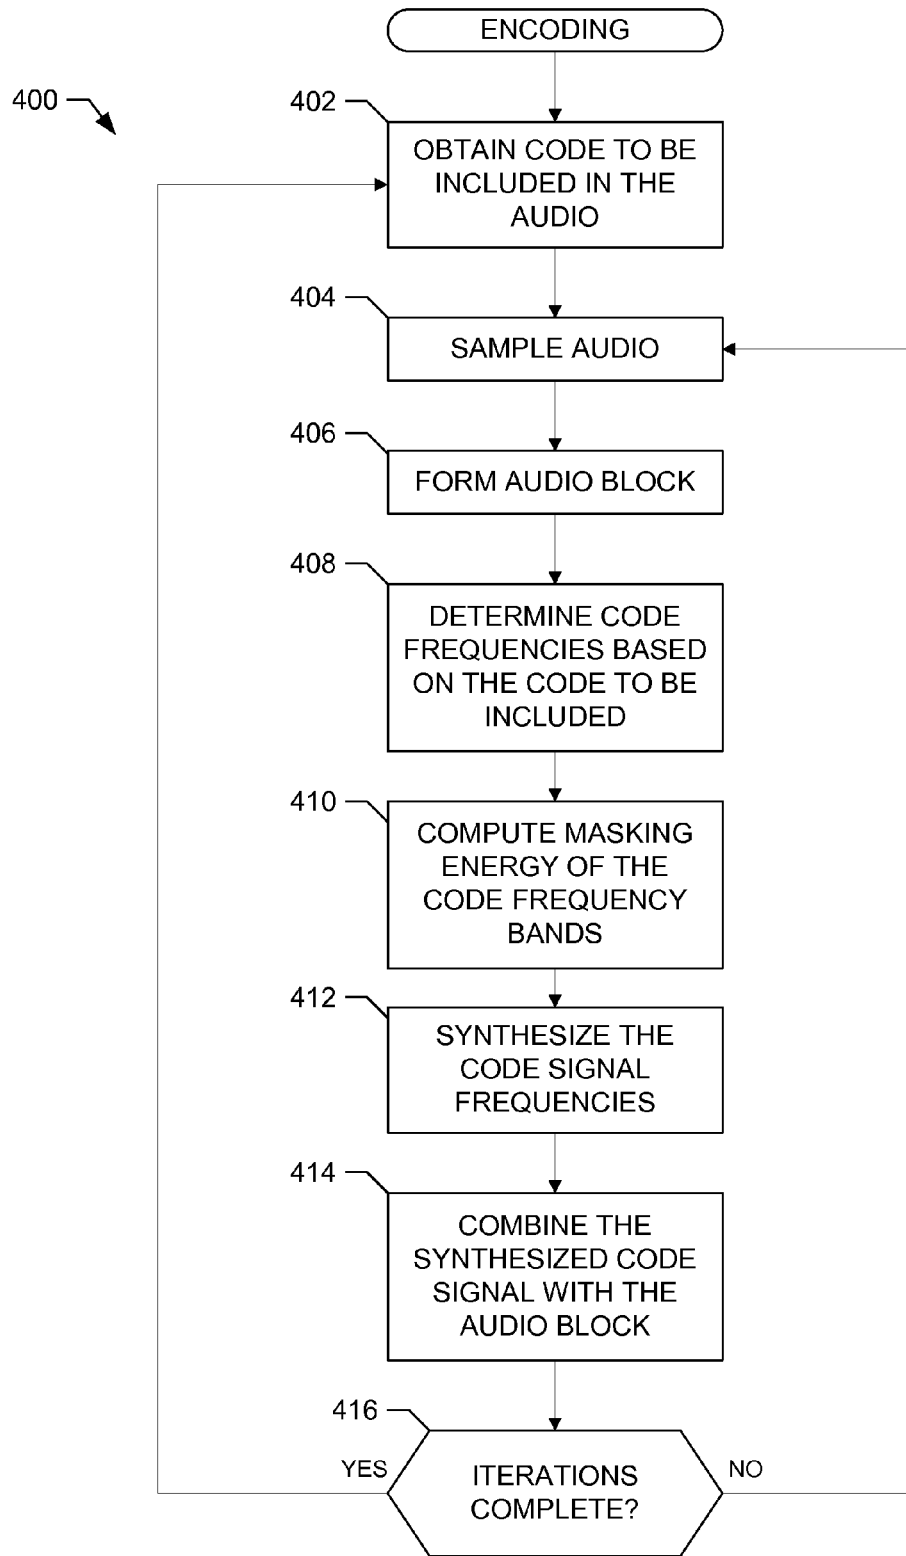 ENCODING
400
402
OBTAIN CODE TO BE
INCLUDED IN THE
AUDIO
404
SAMPLE AUDIO
406
FORM AUDIO BLOCK
408
DETERMINE CODE
FREQUENCIES BASED
ON THE CODE TO BE
INCLUDED
410
COMPUTE MASKING
ENERGY OF THE
CODE FREQUENCY
BANDS
412
SYNTHESIZE THE
CODE SIGNAL
FREQUENCIES
414
COMBINE THE
SYNTHESIZED CODE
SIGNAL WITH THE
AUDIO BLOCK
416
YES
ITERATIONS
COMPLETE?
NO